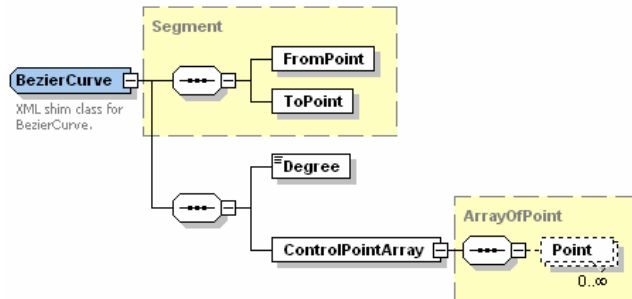 Segment
FromPoint
BezierCurve
ToPoint
XML shim class for
BezierCurve.
Degree
ArrayOfPoint
ControlPointArray
Point
0..∞